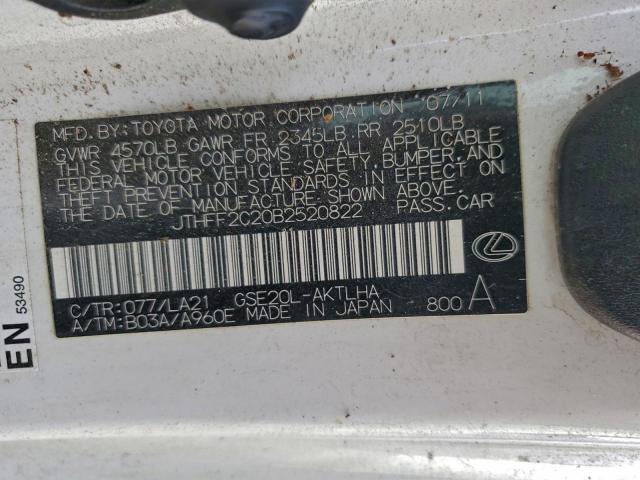 MFD. BY: TOYOTA MOTOR CORPORATION 07/11
GVWR 4570LB GAWR FR 2345LB RR 2510LB
THIS VEHICLE CONFORMS TO ALL APPLICABLE
FEDERAL MOTOR VEHICLE SAFETY, BUMPER, AND
THEFT PREVENTION STANDARDS IN EFFECT ON
THE DATE OF MANUFACTURE SHOWN ABOVE.
JTHFF2C20B2520822 PASS. CAR
C/TR:077/LA21 GSE20L-AKTLHA
A/TM:B03A/A960E MADE IN JAPAN 800 A
EN 53490